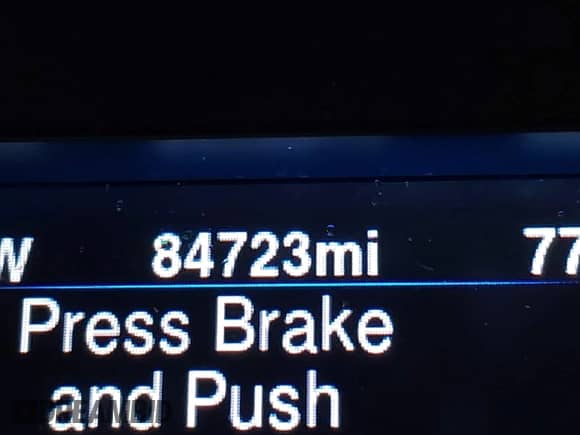 W 84723mi 77
Press Brake
and Push